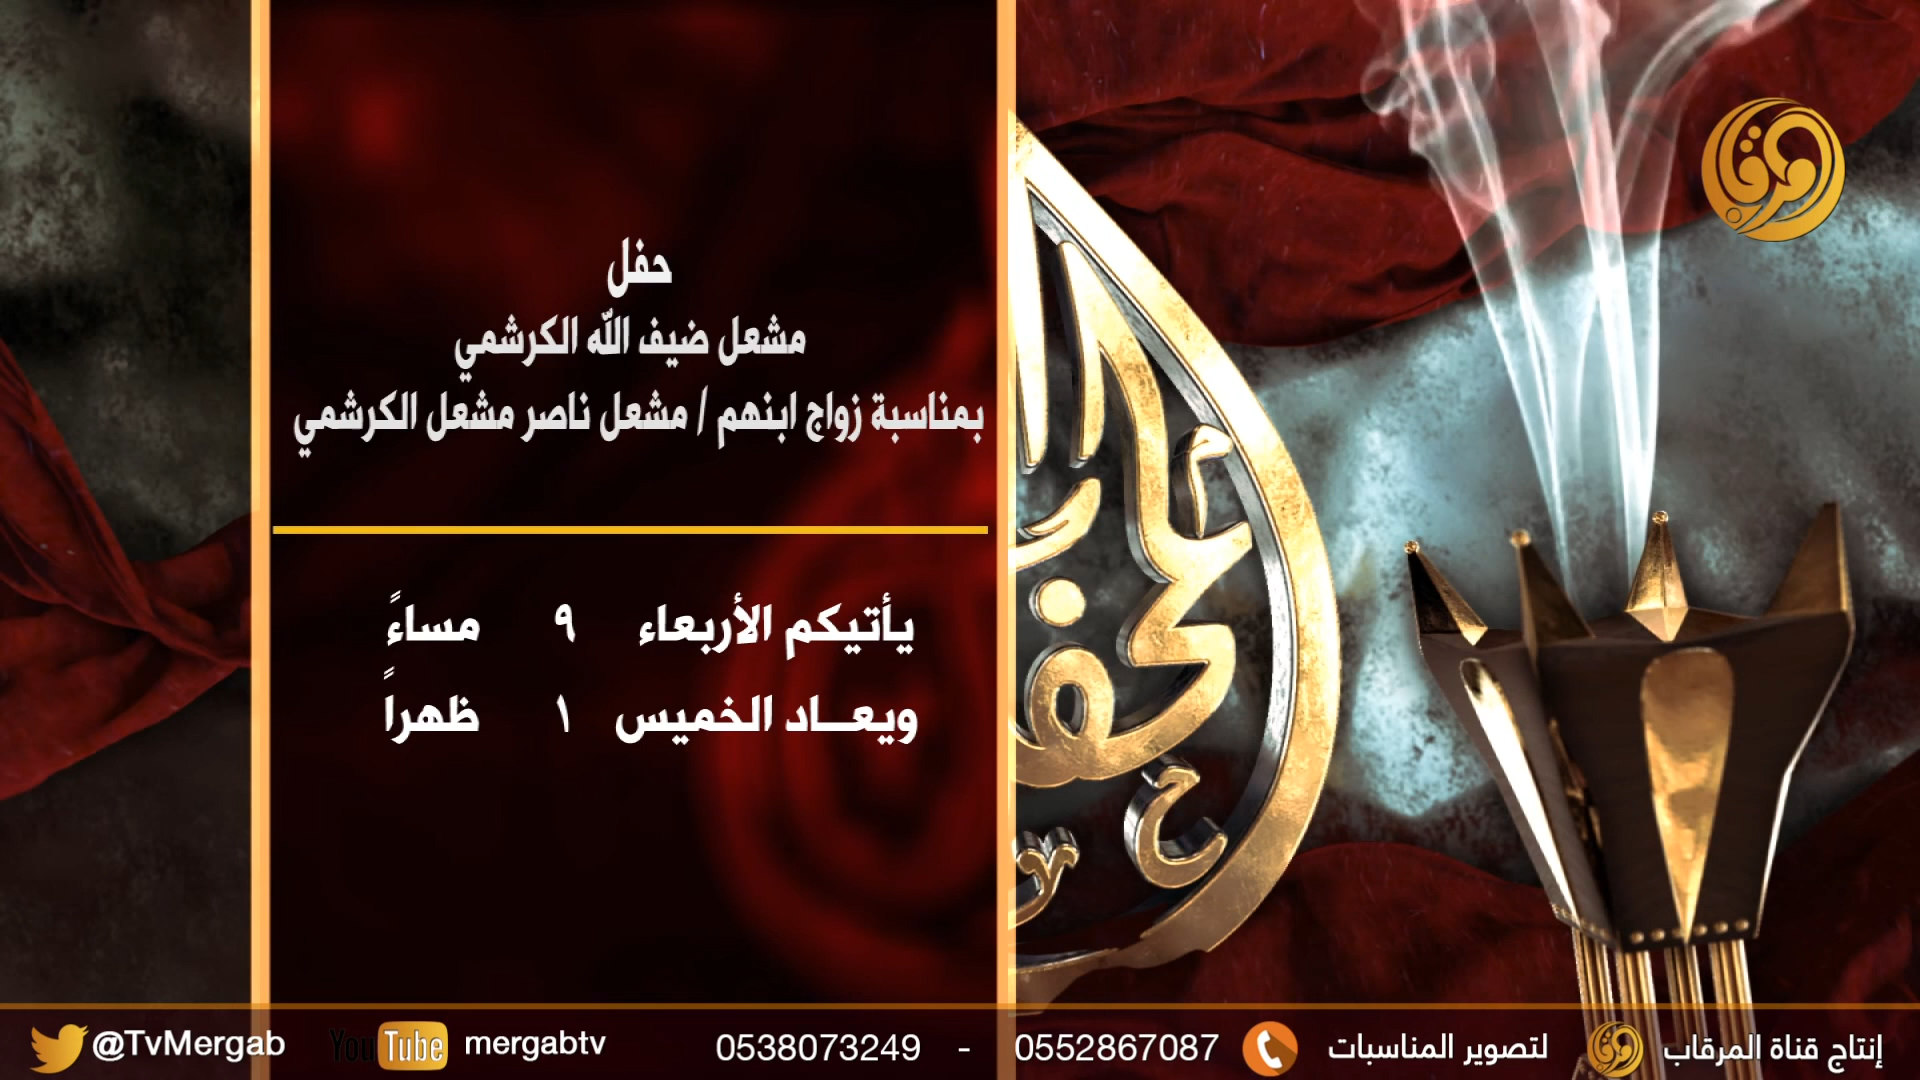 حفل
مشعل ضيف الله الكرشمي
بمناسبة زواج ابنهم / مشعل ناصر مشعل الكرشمي
يأتيكم الأربعاء ٩ مساءً
ويعـــاد الخميس ١ ظهراً
إنتاج قناة المرقاب لتصوير المناسبات 0552867087 - 0538073249 mergabtv YouTube @TvMergab